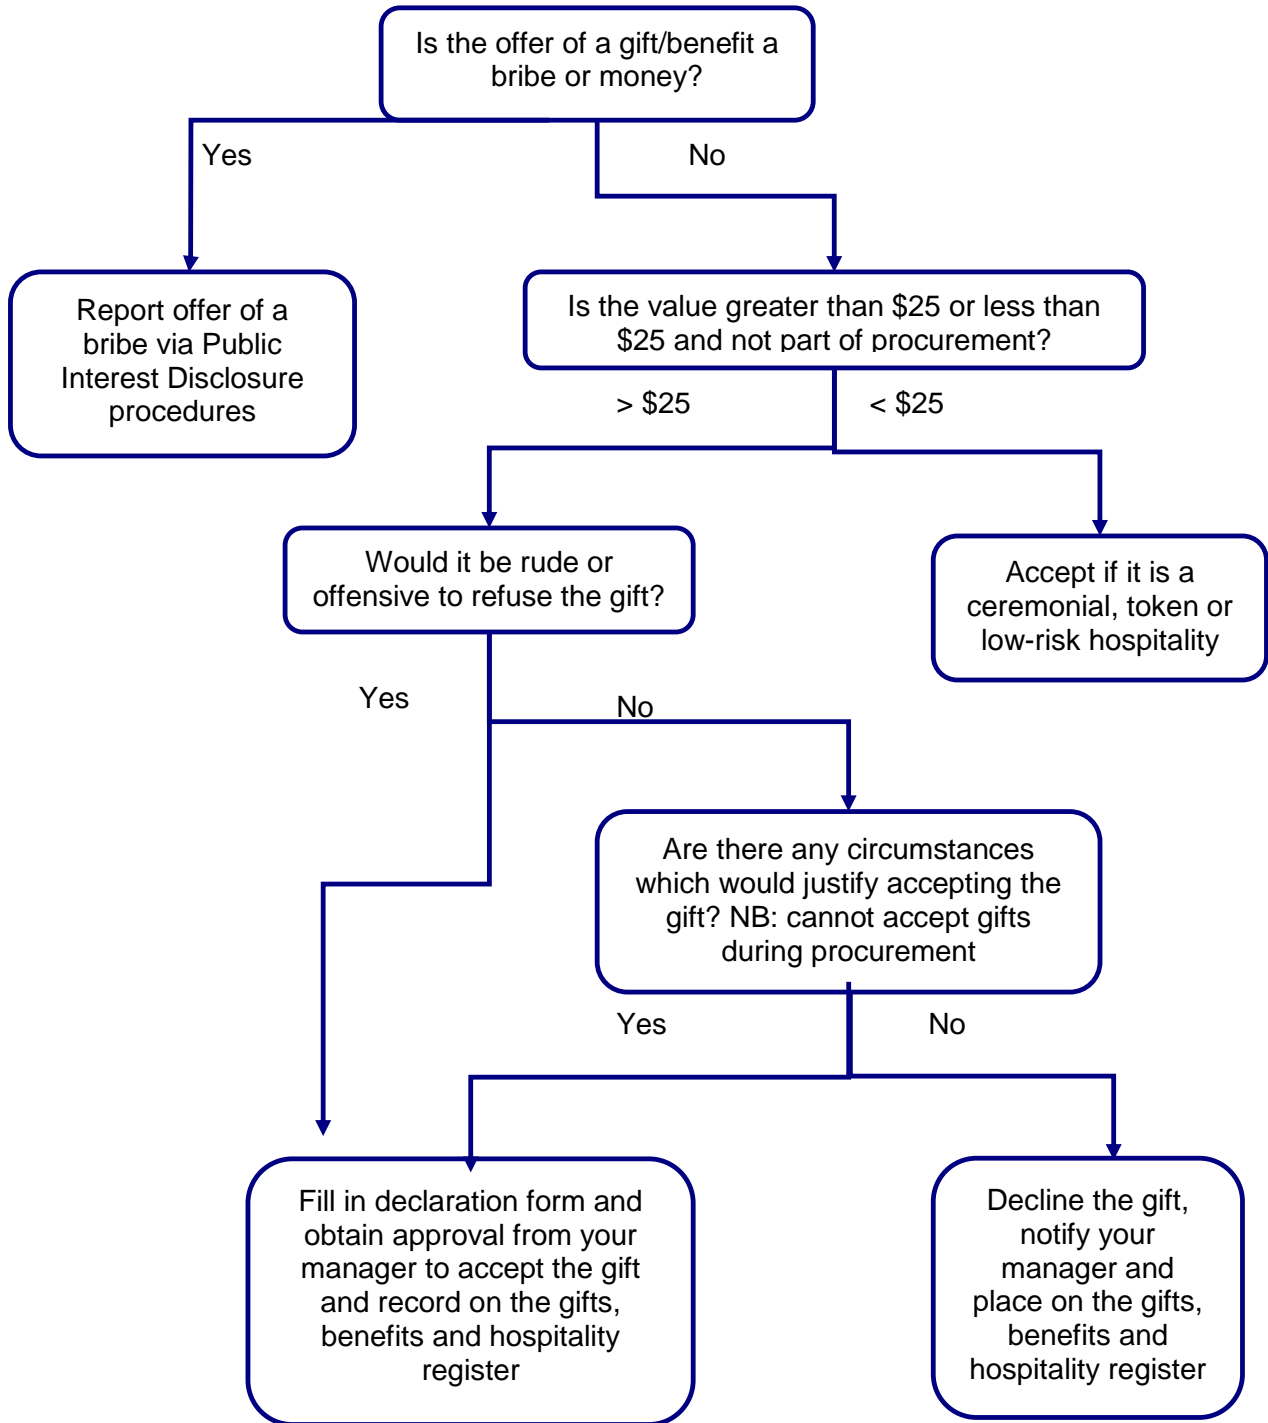 Is the offer of a gift/benefit a
bribe or money?
Yes
No
Report offer of a
bribe via Public
Interest Disclosure
procedures
Is the value greater than $25 or less than
$25 and not part of procurement?
> $25
< $25
Would it be rude or
offensive to refuse the gift?
Accept if it is a
ceremonial, token or
low-risk hospitality
Yes
No
Are there any circumstances
which would justify accepting the
gift? NB: cannot accept gifts
during procurement
Yes
No
Fill in declaration form and
obtain approval from your
manager to accept the gift
and record on the gifts,
benefits and hospitality
register
Decline the gift,
notify your
manager and
place on the gifts,
benefits and
hospitality register